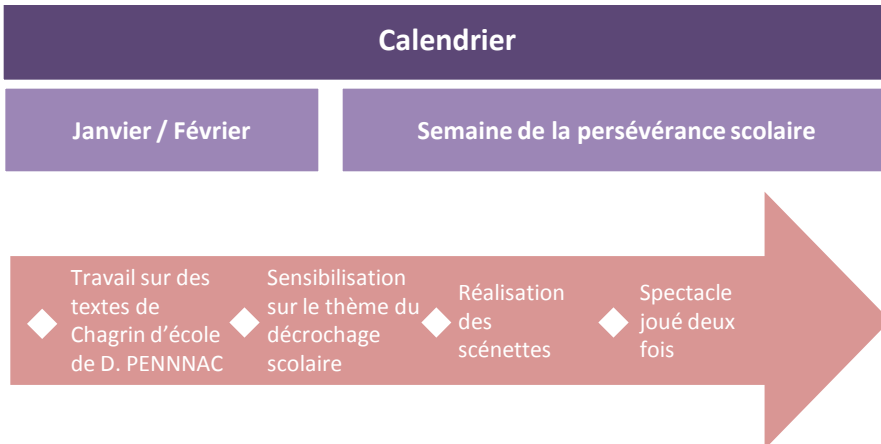 Calendrier
Janvier / Février
Semaine de la persévérance scolaire
Travail sur des
textes de
Chagrin d'école
de D. PENNNAC
Sensibilisation
sur le thème du
décrochage
scolaire
Réalisation
des
scénettes
Spectacle
joué deux
fois